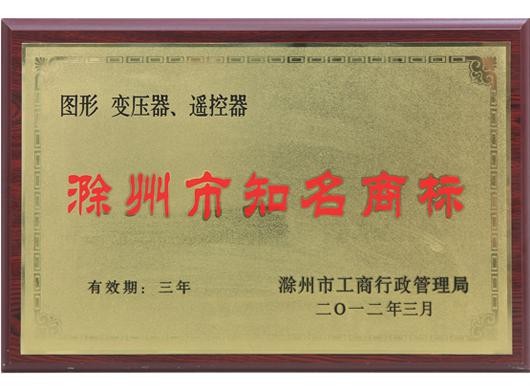 图形 变压器、遥控器
滁州市知名商标
有效期：三年
滁州市工商行政管理局
二〇一二年三月